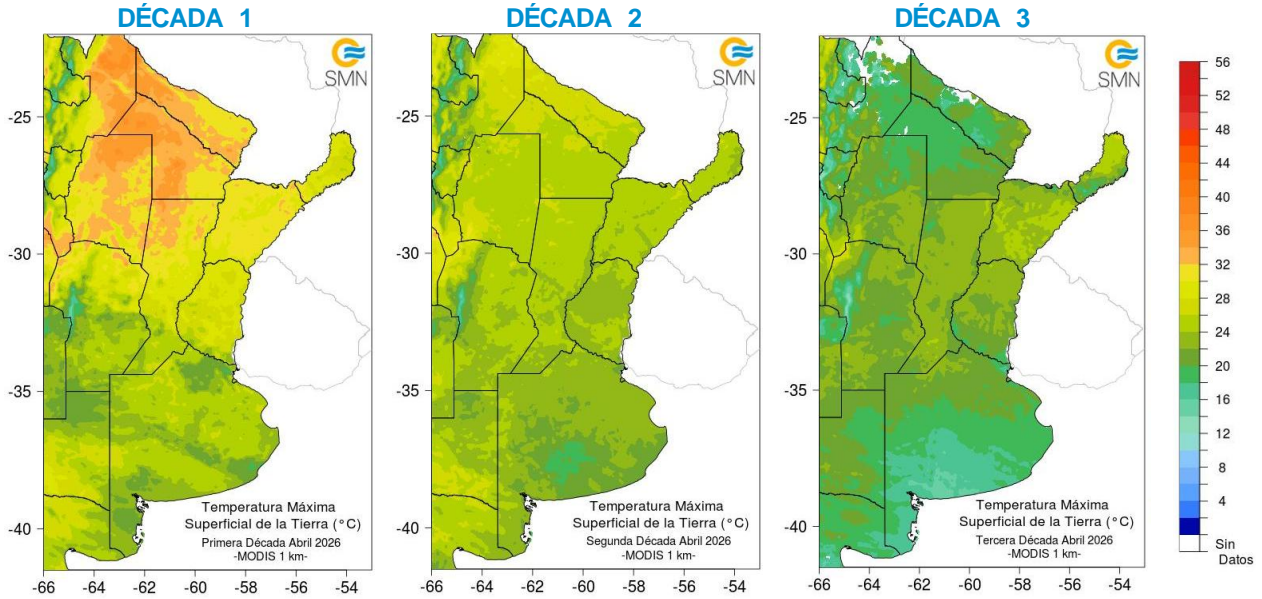 DÉCADA 1
DÉCADA 2
DÉCADA 3
SMN
-25
-30
-35
-40
-66
-64
-62
-60
-58
-56
-54
Temperatura Máxima
Superficial de la Tierra (°C)
Primera Década Abril 2026
-MODIS 1 km-
SMN
-25
-30
-35
-40
-66
-64
-62
-60
-58
-56
-54
Temperatura Máxima
Superficial de la Tierra (°C)
Segunda Década Abril 2026
-MODIS 1 km-
SMN
-25
-30
-35
-40
-66
-64
-62
-60
-58
-56
-54
Temperatura Máxima
Superficial de la Tierra (°C)
Tercera Década Abril 2026
-MODIS 1 km-
56
52
48
44
40
36
32
28
24
20
16
12
8
4
Sin
Datos